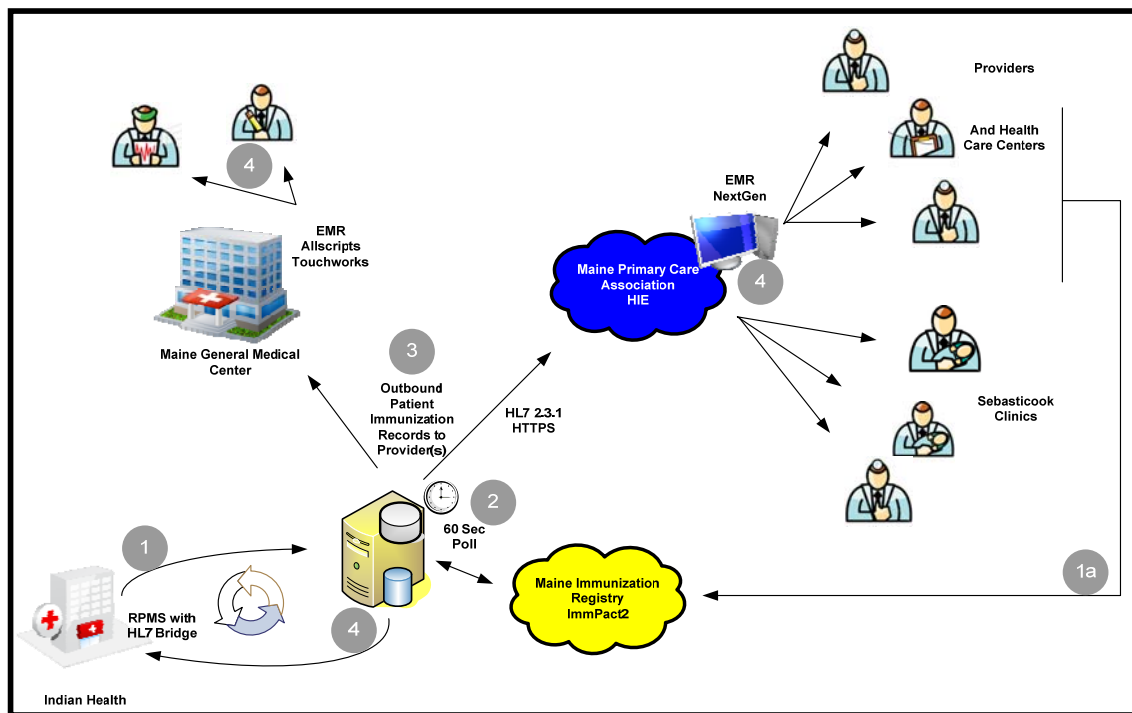 Providers
And Health
Care Centers
4
EMR
Allscripts
Touchworks
EMR
NextGen
4
Maine Primary Care
Association
HIE
Maine General Medical
Center
3
Outbound
Patient
Immunization
Records to
Provider(s)
HL7 2.3.1
HTTPS
Sebasticook
Clinics
2
60 Sec
Poll
1
Maine Immunization
Registry
ImmPact2
1a
RPMS with
HL7 Bridge
4
Indian Health